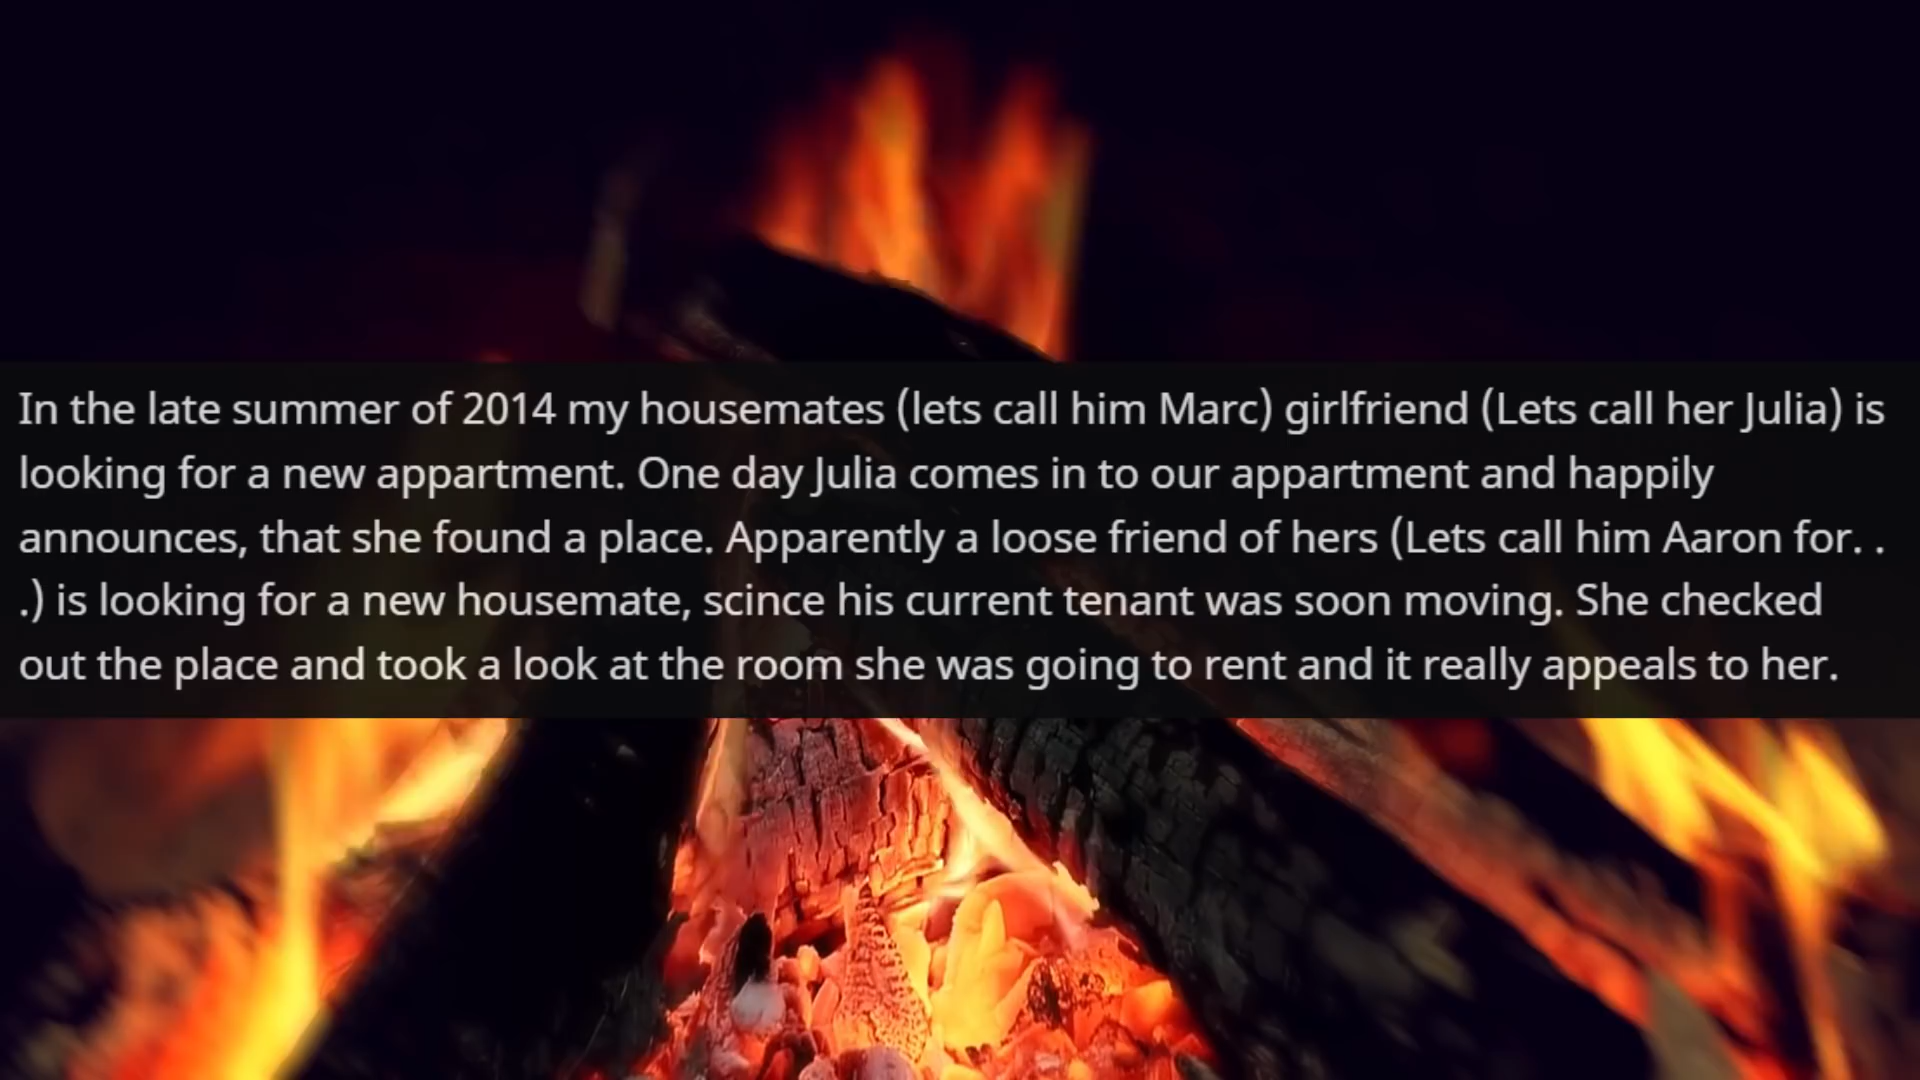 In the late summer of 2014 my housemates (lets call him Marc) girlfriend (Lets call her Julia) is
looking for a new appartment. One day Julia comes in to our appartment and happily
announces, that she found a place. Apparently a loose friend of hers (Lets call him Aaron for. .
.) is looking for a new housemate, scince his current tenant was soon moving. She checked
out the place and took a look at the room she was going to rent and it really appeals to her.